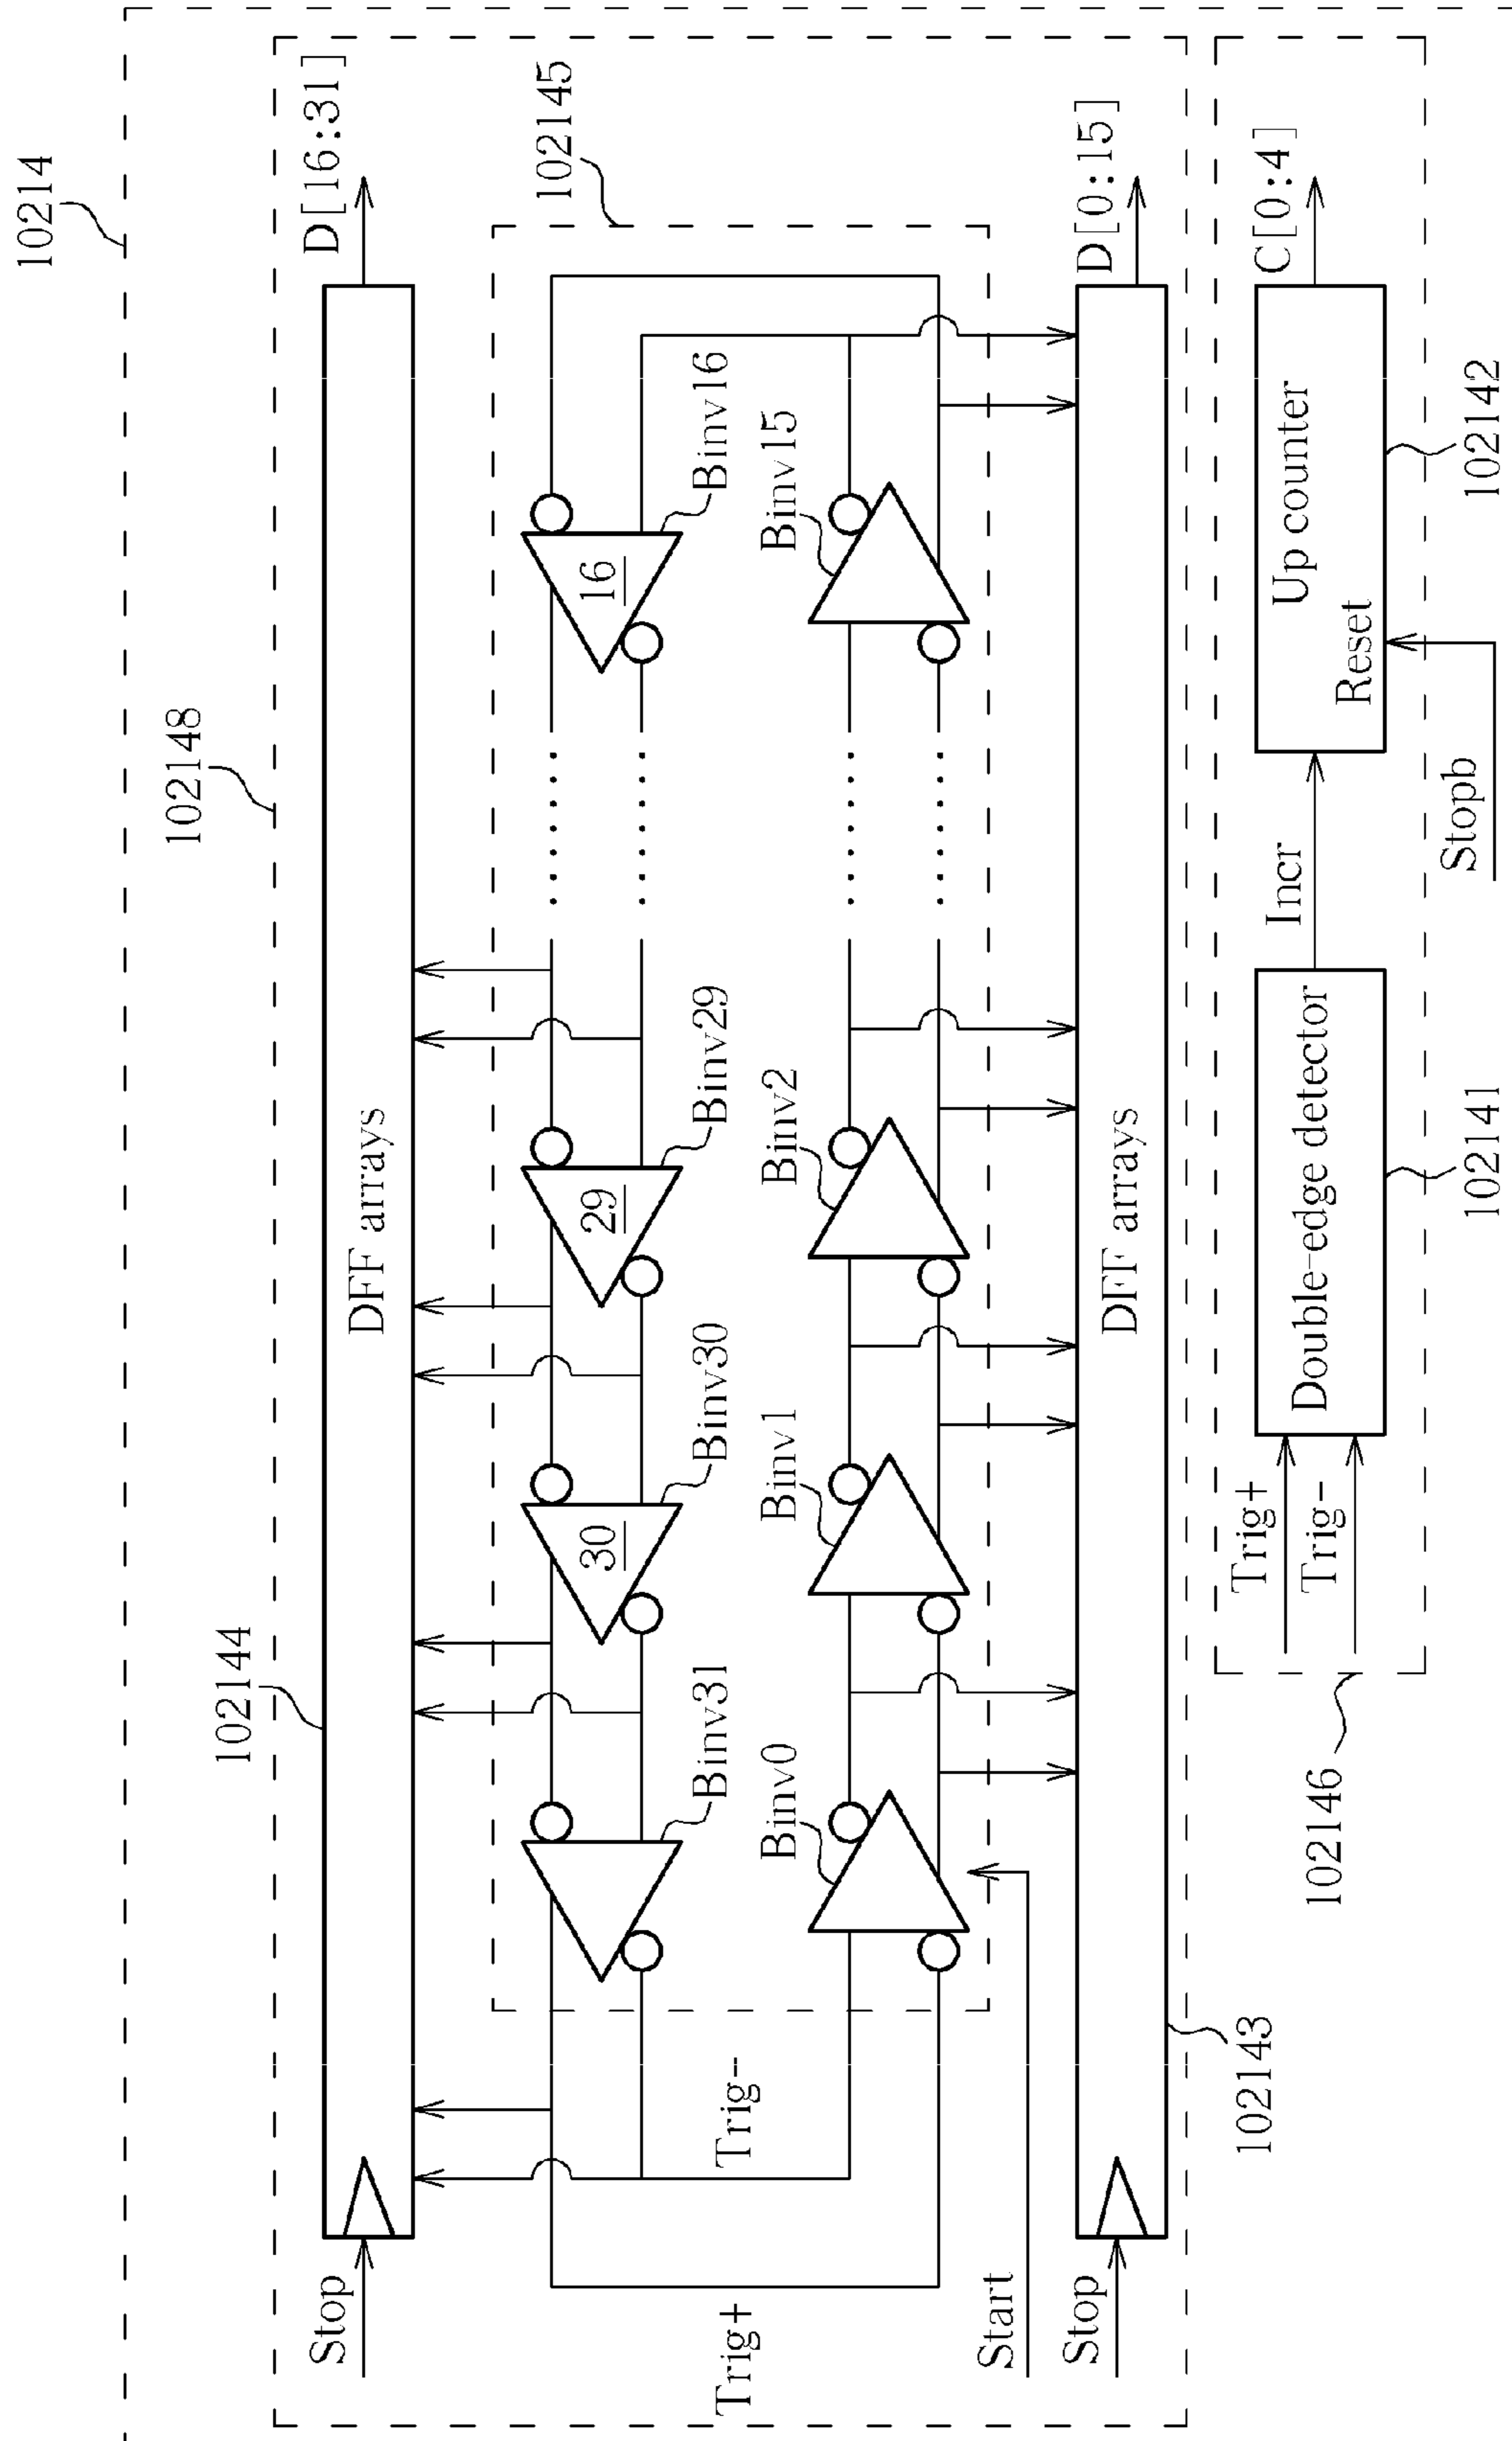 10214
102148
102144
Stop
DFF arrays
D[16:31]
102145
30
29
16
Binv31
Binv30
Binv29
Binv16
Trig+
Trig-
Binv0
Binv1
Binv2
Binv15
Start
Stop
DFF arrays
D[0:15]
102143
Trig+
Trig-
Double-edge detector
Incr
Up counter
Reset
C[0:4]
102146
102141
Stopb
102142